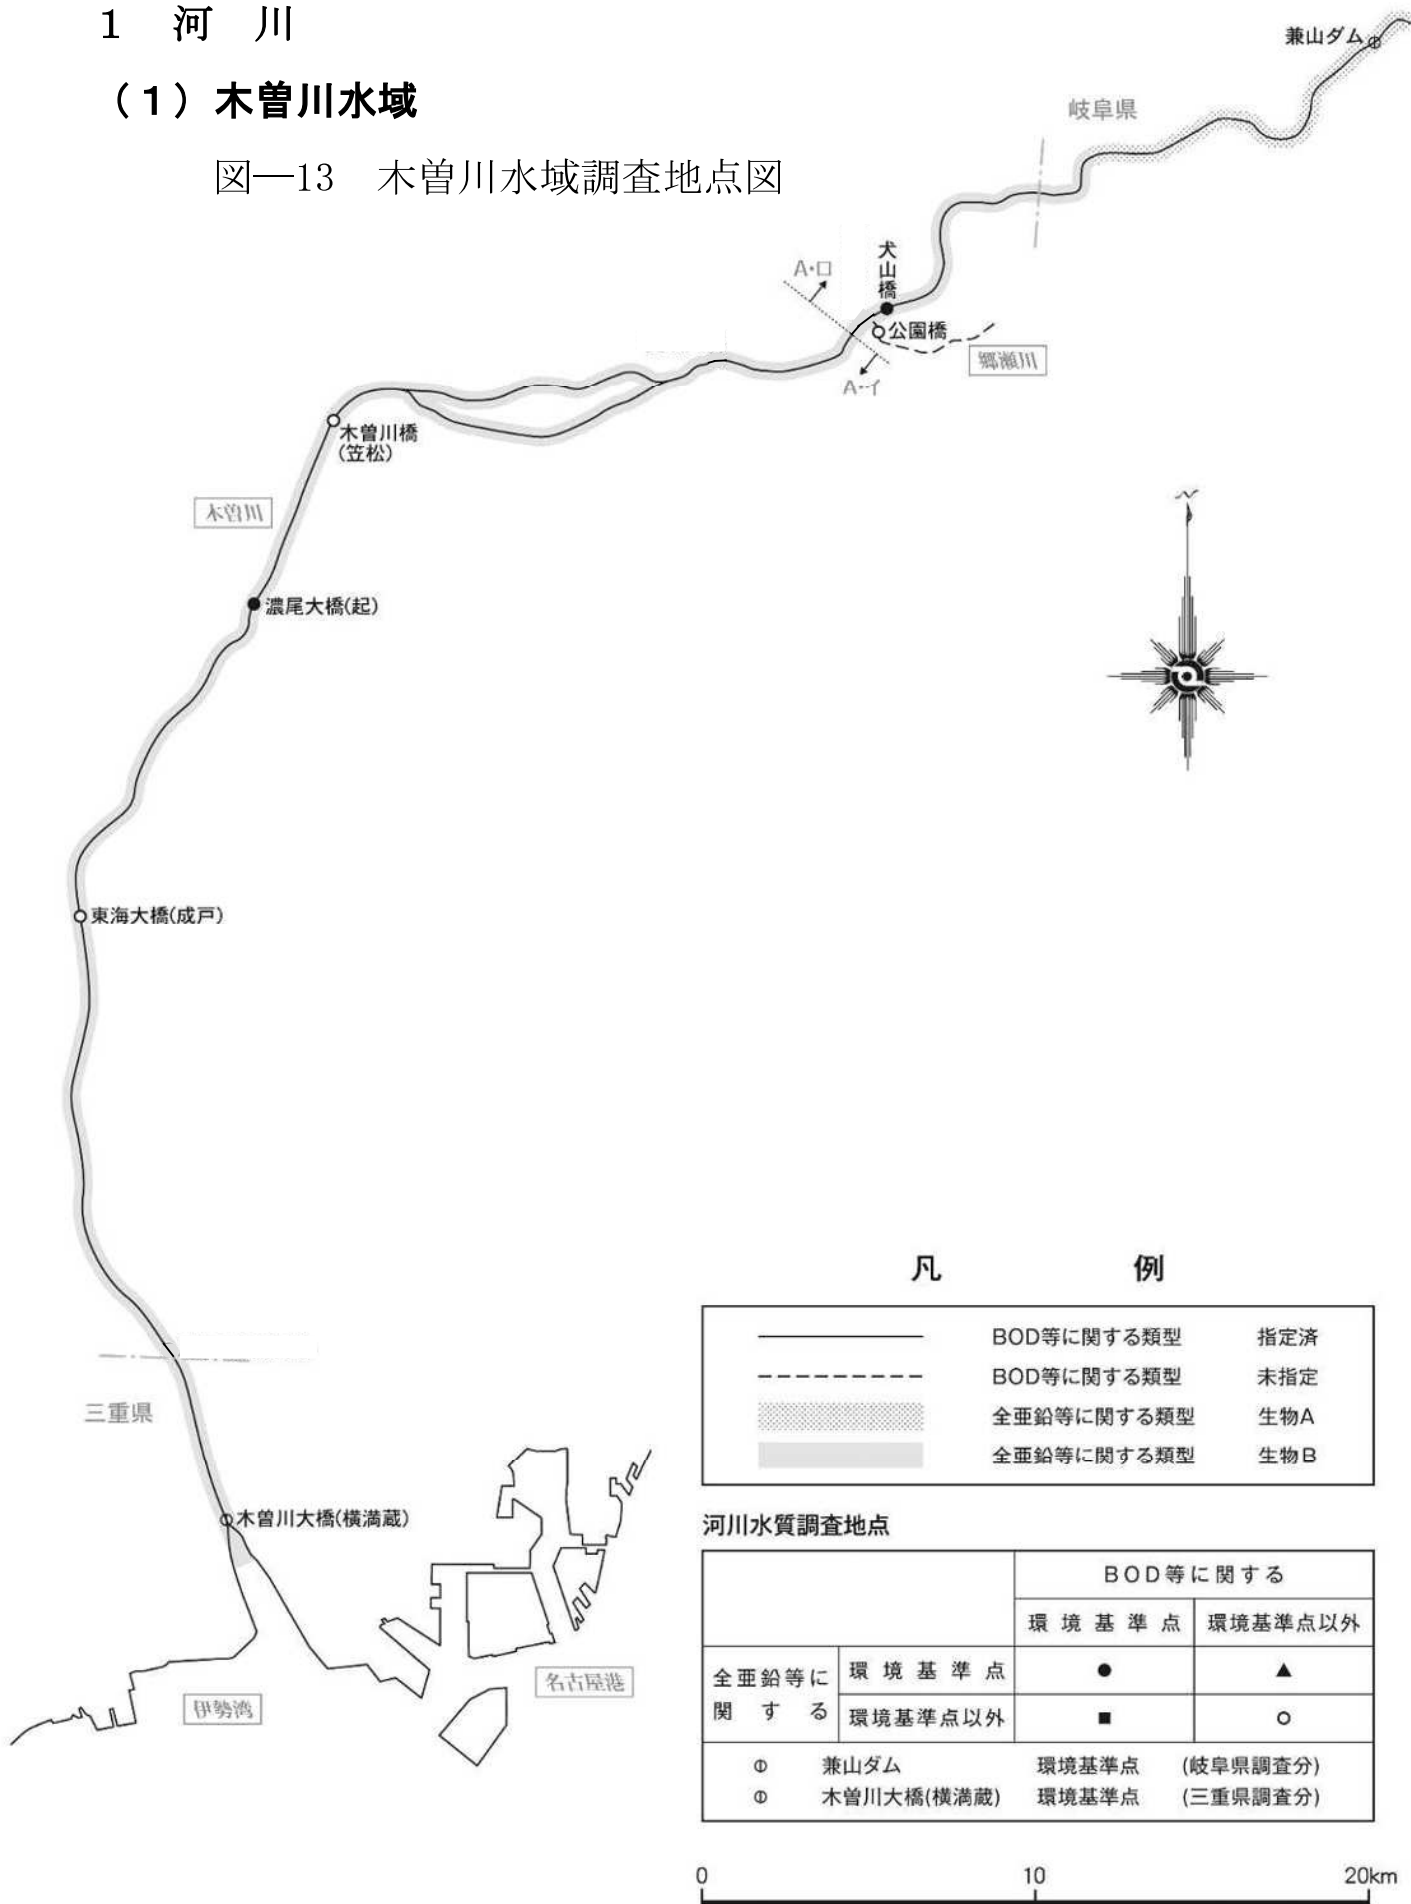 1 河 川
(1)木曽川水域
図―13 木曽川水域調査地点図
兼山ダム
岐阜県
犬山橋
A・ロ
公園橋
郷瀬川
A・イ
木曽川橋
(笠松)
木曽川
N
濃尾大橋(起)
東海大橋(成戸)
三重県
木曽川大橋(横満蔵)
名古屋港
伊勢湾
凡 例
BOD等に関する類型 指定済
BOD等に関する類型 未指定
全亜鉛等に関する類型 生物A
全亜鉛等に関する類型 生物B
河川水質調査地点
BOD等に関する
環境基準点 環境基準点以外
全亜鉛等に
関する
環境基準点 ● ▲
環境基準点以外 ■ ○
⦶ 兼山ダム 環境基準点 (岐阜県調査分)
⦶ 木曽川大橋(横満蔵) 環境基準点 (三重県調査分)
0 10 20km